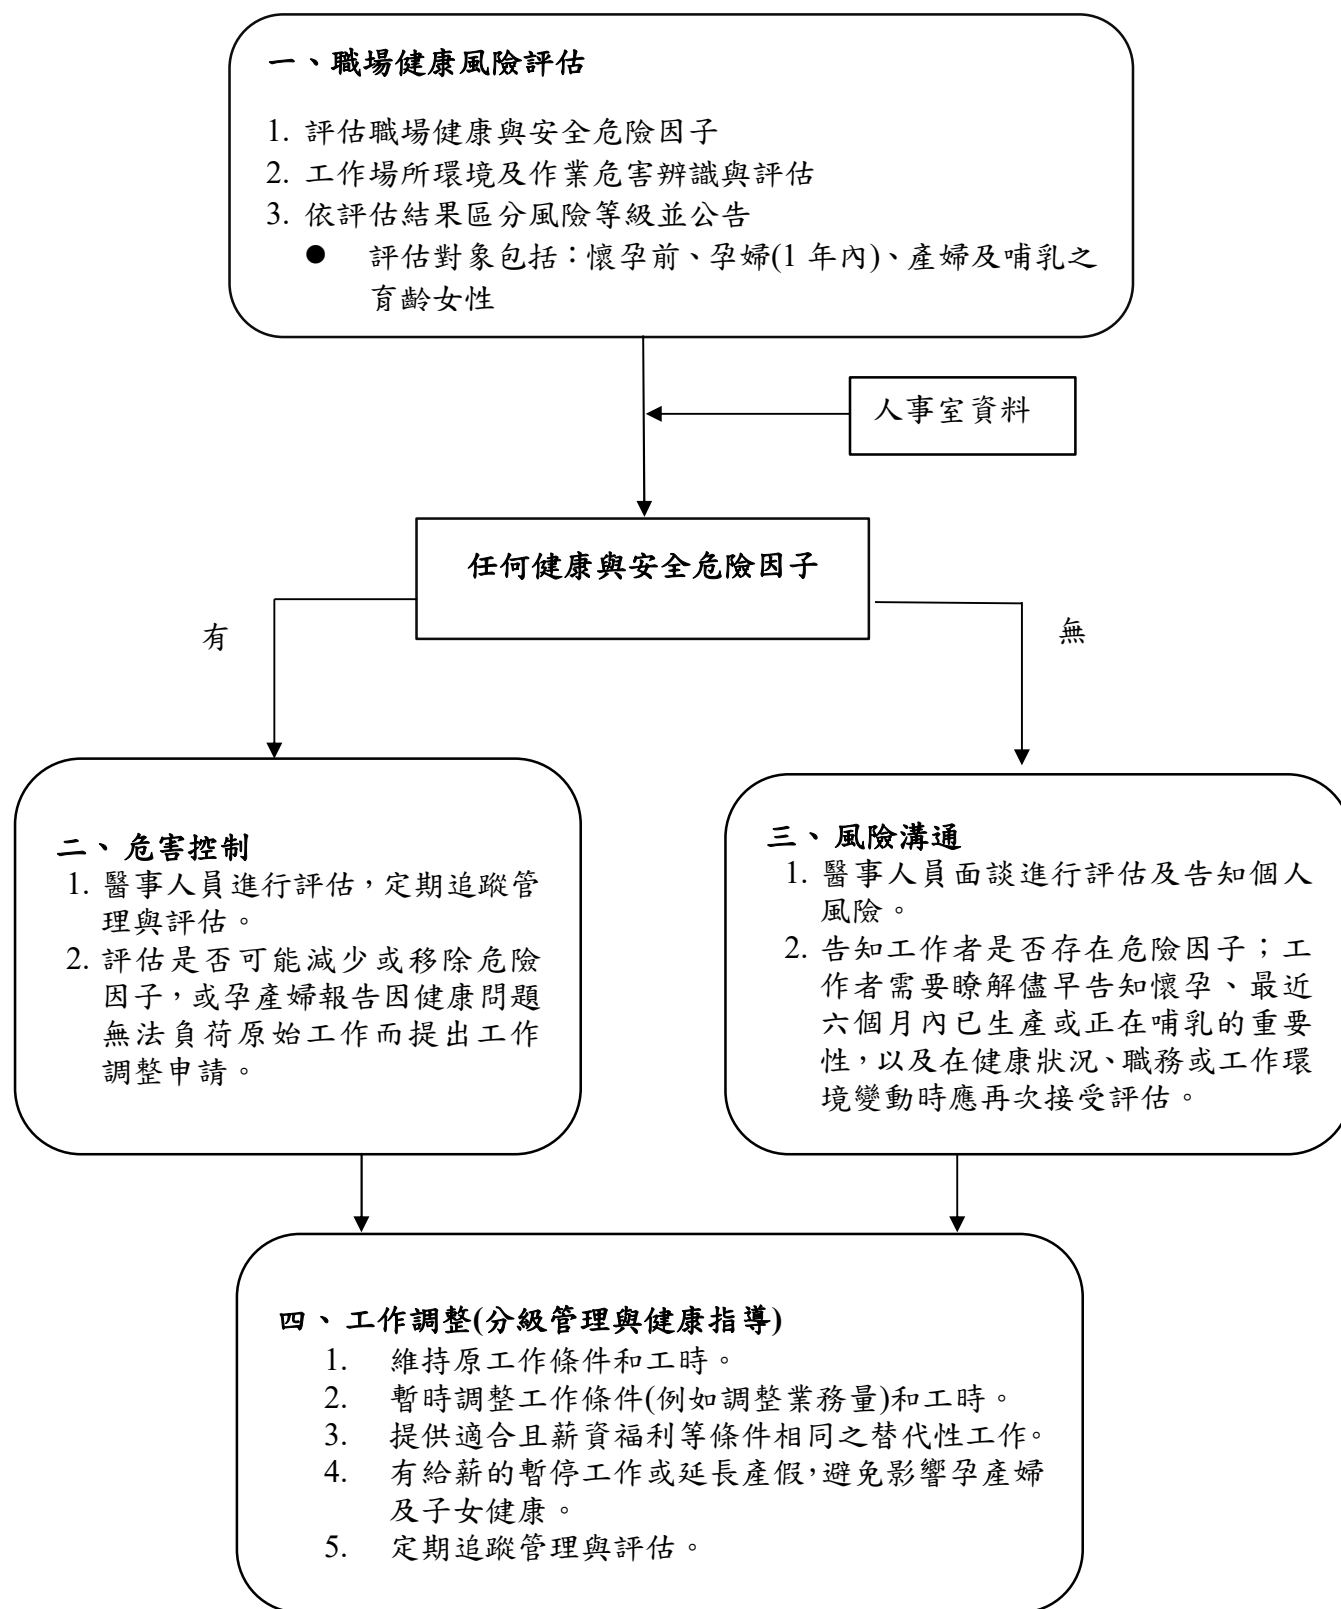 一、職場健康風險評估
1. 評估職場健康與安全危險因子
2. 工作場所環境及作業危害辨識與評估
3. 依評估結果區分風險等級並公告
● 評估對象包括：懷孕前、孕婦(1 年內)、產婦及哺乳之
育齡女性
人事室資料
任何健康與安全危險因子
有
無
二、 危害控制
1. 醫事人員進行評估，定期追蹤管
理與評估。
2. 評估是否可能減少或移除危險
因子，或孕產婦報告因健康問題
無法負荷原始工作而提出工作
調整申請。
三、 風險溝通
1. 醫事人員面談進行評估及告知個人
風險。
2. 告知工作者是否存在危險因子；工
作者需要瞭解儘早告知懷孕、最近
六個月內已生產或正在哺乳的重要
性，以及在健康狀況、職務或工作環
境變動時應再次接受評估。
四、 工作調整(分級管理與健康指導)
1. 維持原工作條件和工時。
2. 暫時調整工作條件(例如調整業務量)和工時。
3. 提供適合且薪資福利等條件相同之替代性工作。
4. 有給薪的暫停工作或延長產假，避免影響孕產婦
及子女健康。
5. 定期追蹤管理與評估。